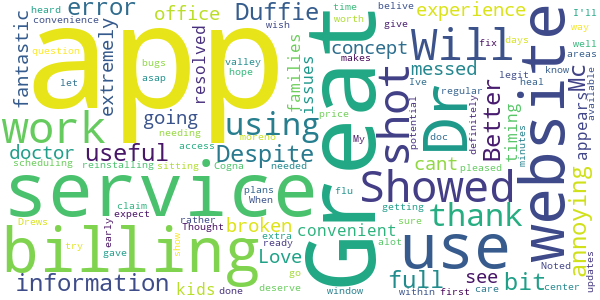 heard
convenience
error
office
Duffie
wish
time
worth
belive
give
experience
I'll
way
question
bugs
asap
let
fantastic
app
extremely
resolved
valley
hope
families
issues
concept
makes
Will
fix
days
well
areas
messed
Ive
legit
heal
know
available
website
Mc
appear
going
using
work
doctor
useful
needing
access
moreno
Despite
price
My
cant
potential
doc
regular
definitely
Dr
Better
timing
minutes
shot
Great
scheduling
reinstalling
sitting
Cogna
needed
service
plans
When
flu
Showed
pleased
annoying
claim
expect
rather
Thought
extra
ready
broken
convenient
getting
sure
thank
Drews
gave
early
try
show
Love
alot
go
deserve
billing
use
Noted
updates
information
kids
done
window
full
within
first
see
care
bit
center